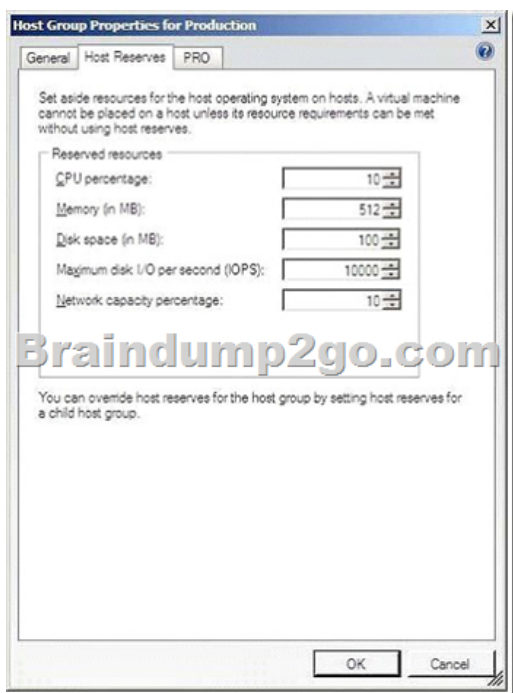 Host Group Properties for Production
General Host Reserves PRO
Set aside resources for the host operating system on hosts. A virtual machine
cannot be placed on a host unless its resource requirements can be met
without using host reserves.
Reserved resources
CPU percentage: 10
Memory (in MB): 512
Disk space (in MB): 100
Maximum disk I/O per second (IOPS): 10000
Network capacity percentage: 10
Braindump2go.com
You can override host reserves for the host group by setting host reserves for
a child host group.
OK Cancel